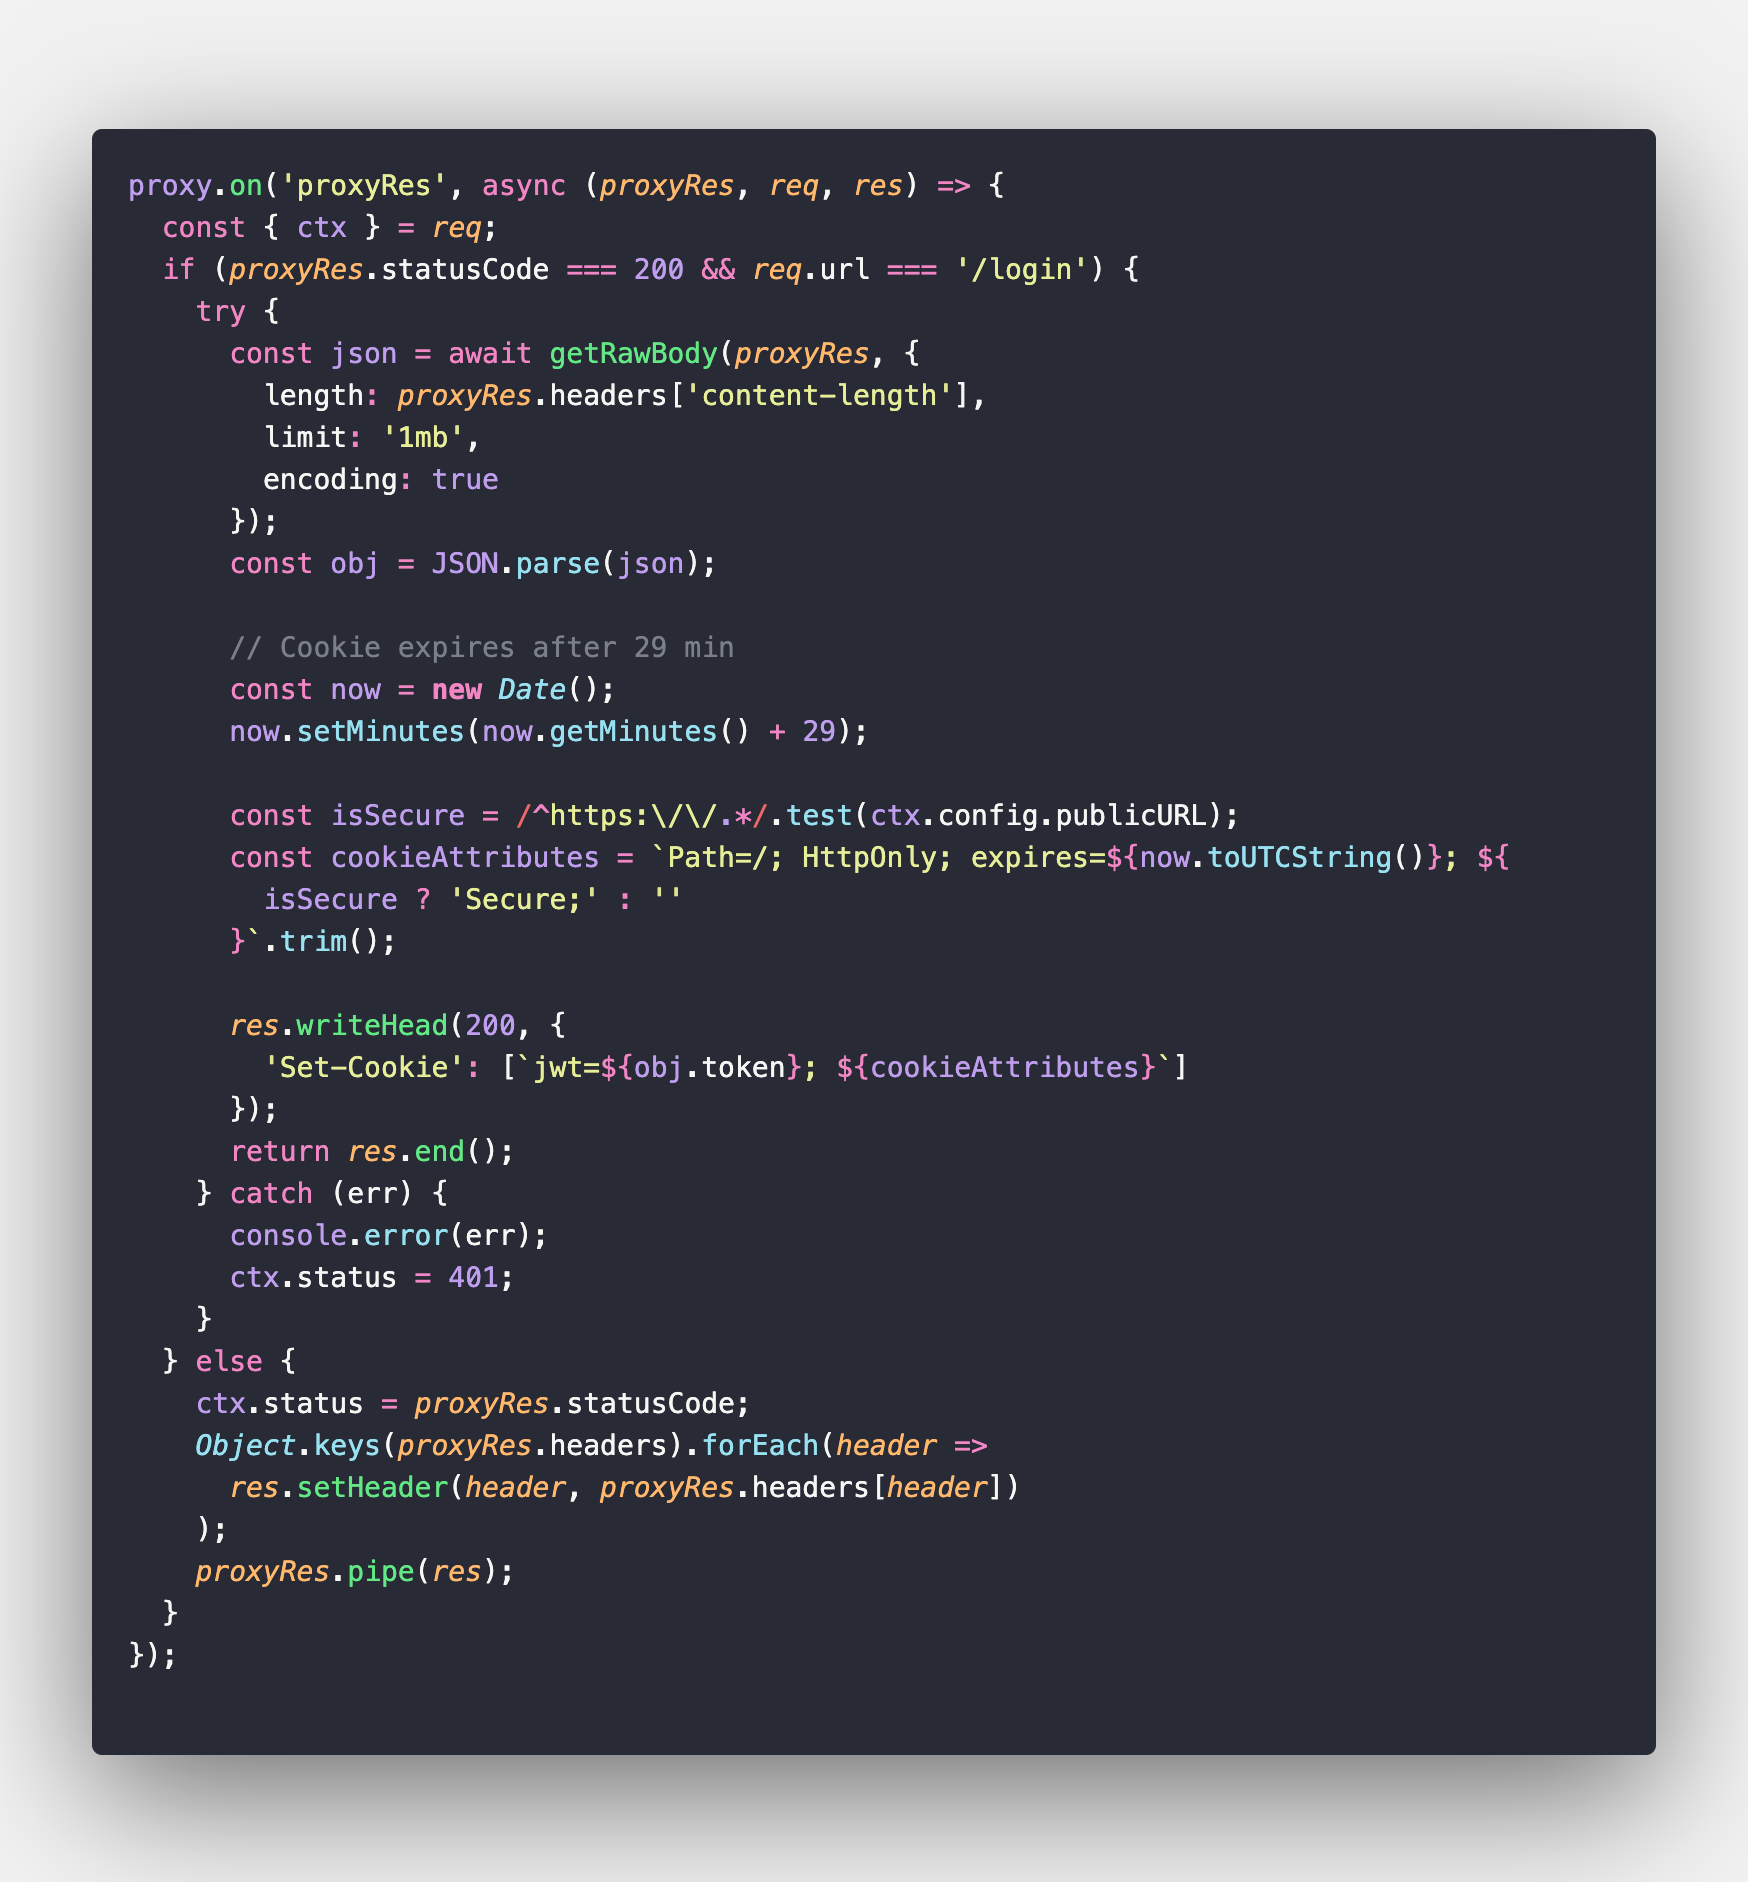 proxy.on('proxyRes', async (proxyRes, req, res) => {
  const { ctx } = req;
  if (proxyRes.statusCode === 200 && req.url === '/login') {
    try {
      const json = await getRawBody(proxyRes, {
        length: proxyRes.headers['content-length'],
        limit: '1mb',
        encoding: true
      });
      const obj = JSON.parse(json);

      // Cookie expires after 29 min
      const now = new Date();
      now.setMinutes(now.getMinutes() + 29);

      const isSecure = /^https:\/\/.*/.test(ctx.config.publicURL);
      const cookieAttributes = `Path=/; HttpOnly; expires=${now.toUTCString()}; ${
        isSecure ? 'Secure;' : ''
      }`.trim();

      res.writeHead(200, {
        'Set-Cookie': [`jwt=${obj.token}; ${cookieAttributes}`]
      });
      return res.end();
    } catch (err) {
      console.error(err);
      ctx.status = 401;
    }
  } else {
    ctx.status = proxyRes.statusCode;
    Object.keys(proxyRes.headers).forEach(header =>
      res.setHeader(header, proxyRes.headers[header])
    );
    proxyRes.pipe(res);
  }
});